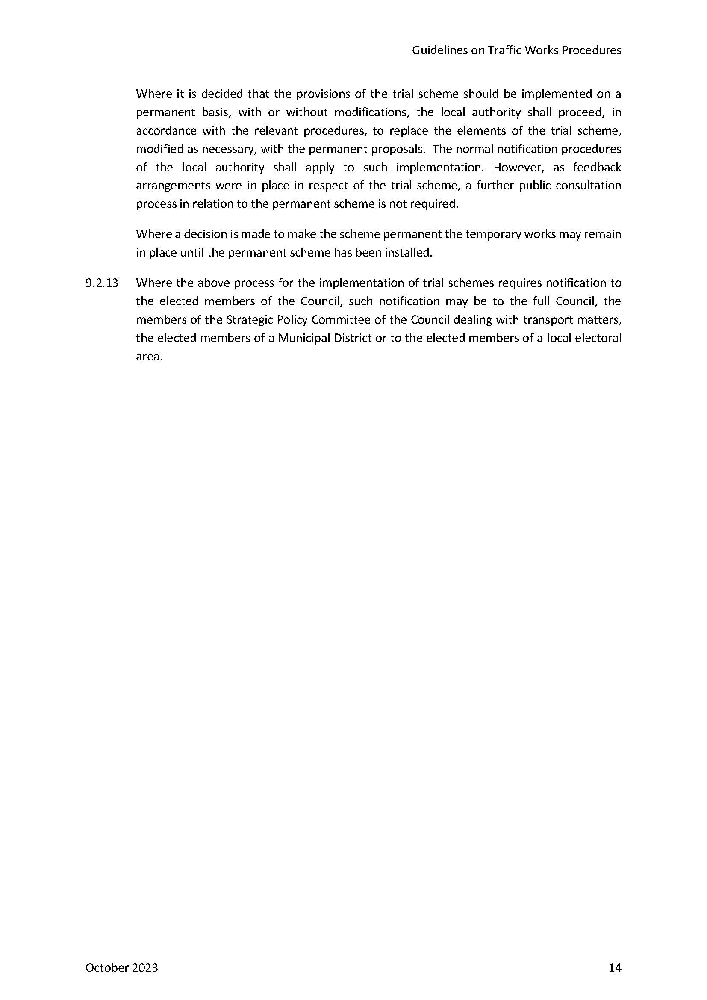 Guidelines on Traffic Works Procedures
Where it is decided that the provisions of the trial scheme should be implemented on a
permanent basis, with or without modifications, the local authority shall proceed, in
accordance with the relevant procedures, to replace the elements of the trial scheme,
modified as necessary, with the permanent proposals. The normal notification procedures
of the local authority shall apply to such implementation. However, as feedback
arrangements were in place in respect of the trial scheme, a further public consultation
process in relation to the permanent scheme is not required.
Where a decision is made to make the scheme permanent the temporary works may remain
in place until the permanent scheme has been installed.
9.2.13 Where the above process for the implementation of trial schemes requires notification to
the elected members of the Council, such notification may be to the full Council, the
members of the Strategic Policy Committee of the Council dealing with transport matters,
the elected members of a Municipal District or to the elected members of a local electoral
area.
October 2023 14